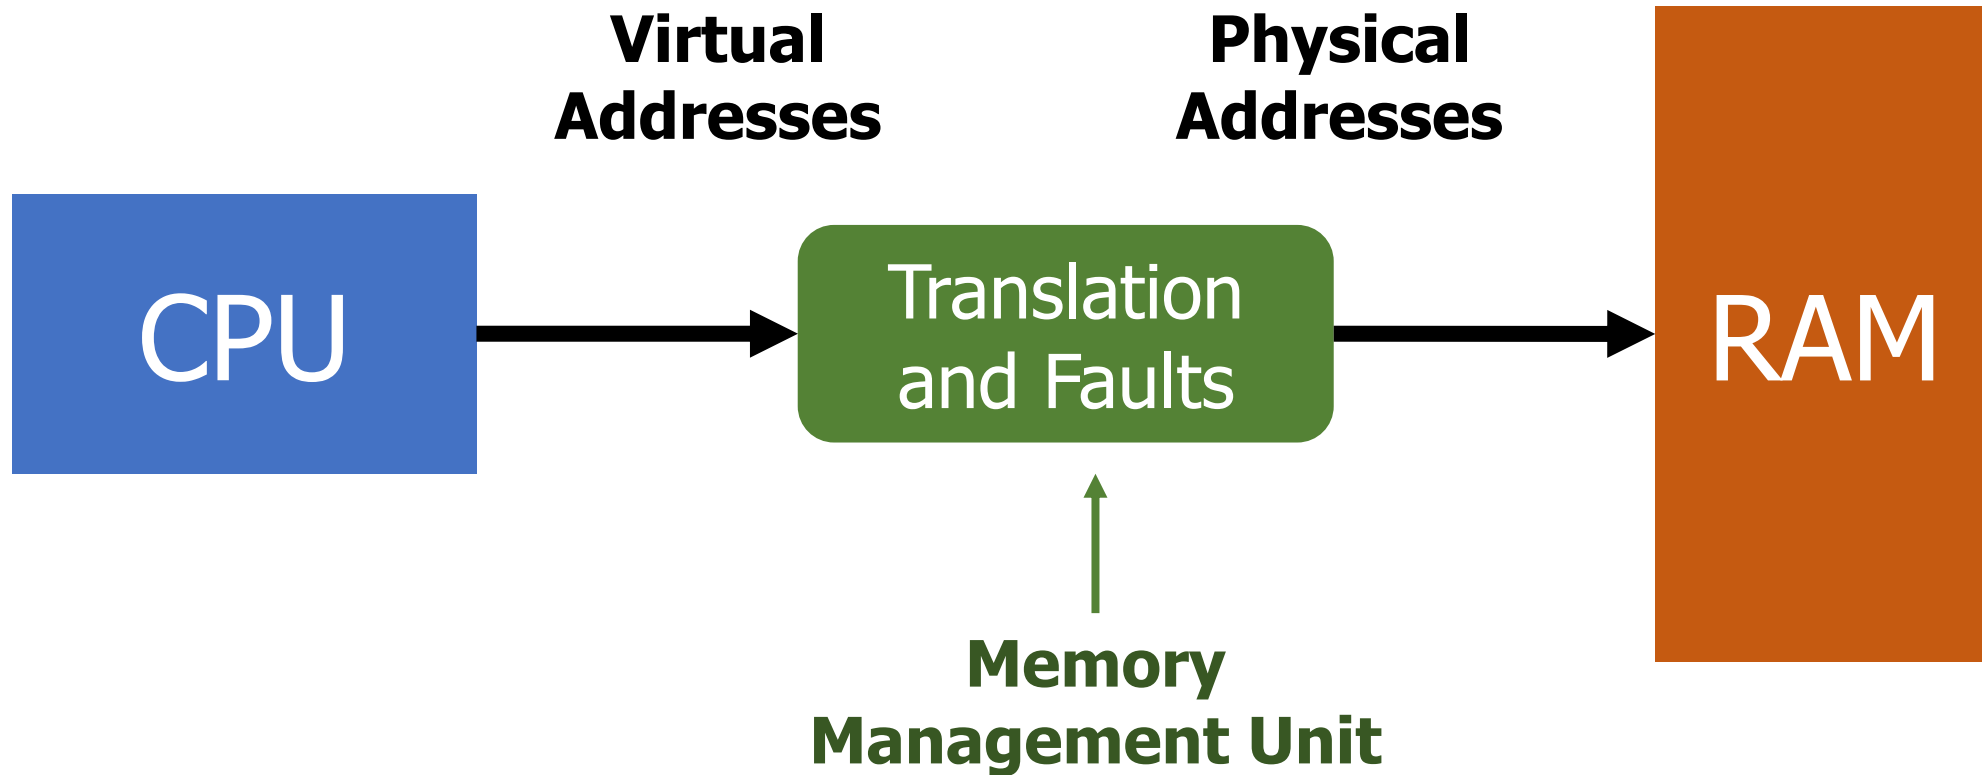 Virtual
Addresses
Physical
Addresses
CPU
Translation
and Faults
RAM
Memory
Management Unit